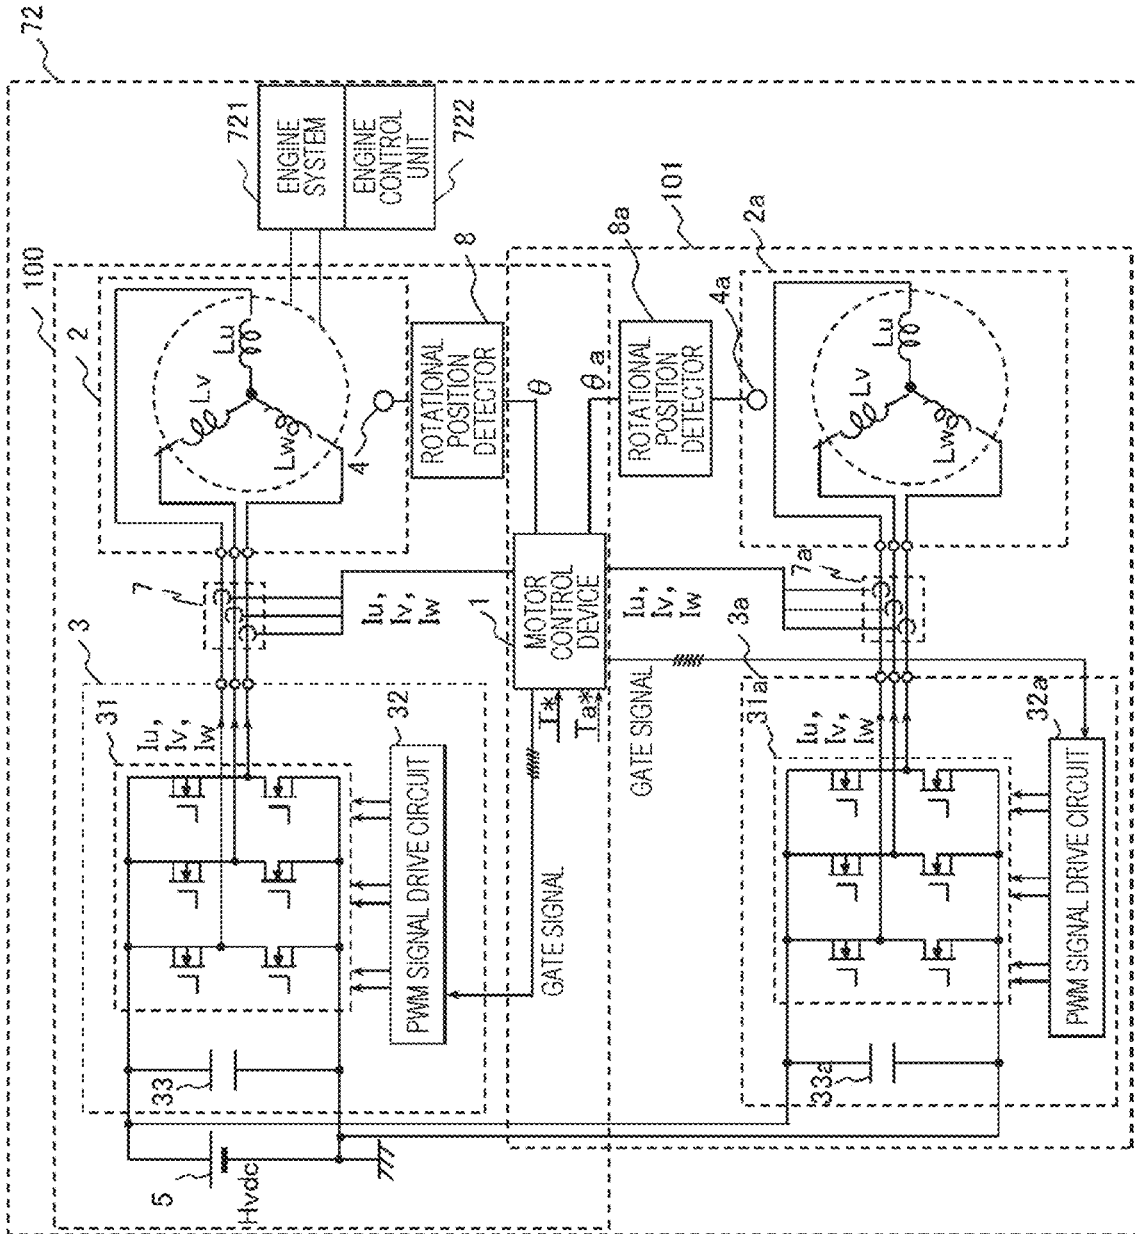 72
100
721
ENGINE
SYSTEM
ENGINE
CONTROL
UNIT
722
2
Lu
Lv
Lw
4
8
ROTATIONAL
POSITION
DETECTOR
θ
101
8a
ROTATIONAL
POSITION
DETECTOR
θa
4a
2a
Lu
Lv
Lw
7
Iu,
Iv,
Iw
1
MOTOR
CONTROL
DEVICE
T*
Ta*
Iu,
Iv,
Iw
7a
3
31
Iu,
Iv,
Iw
32
PWM SIGNAL DRIVE CIRCUIT
GATE SIGNAL
GATE SIGNAL
3a
31a
Iu,
Iv,
Iw
32a
PWM SIGNAL DRIVE CIRCUIT
33
33a
5
Hvdc